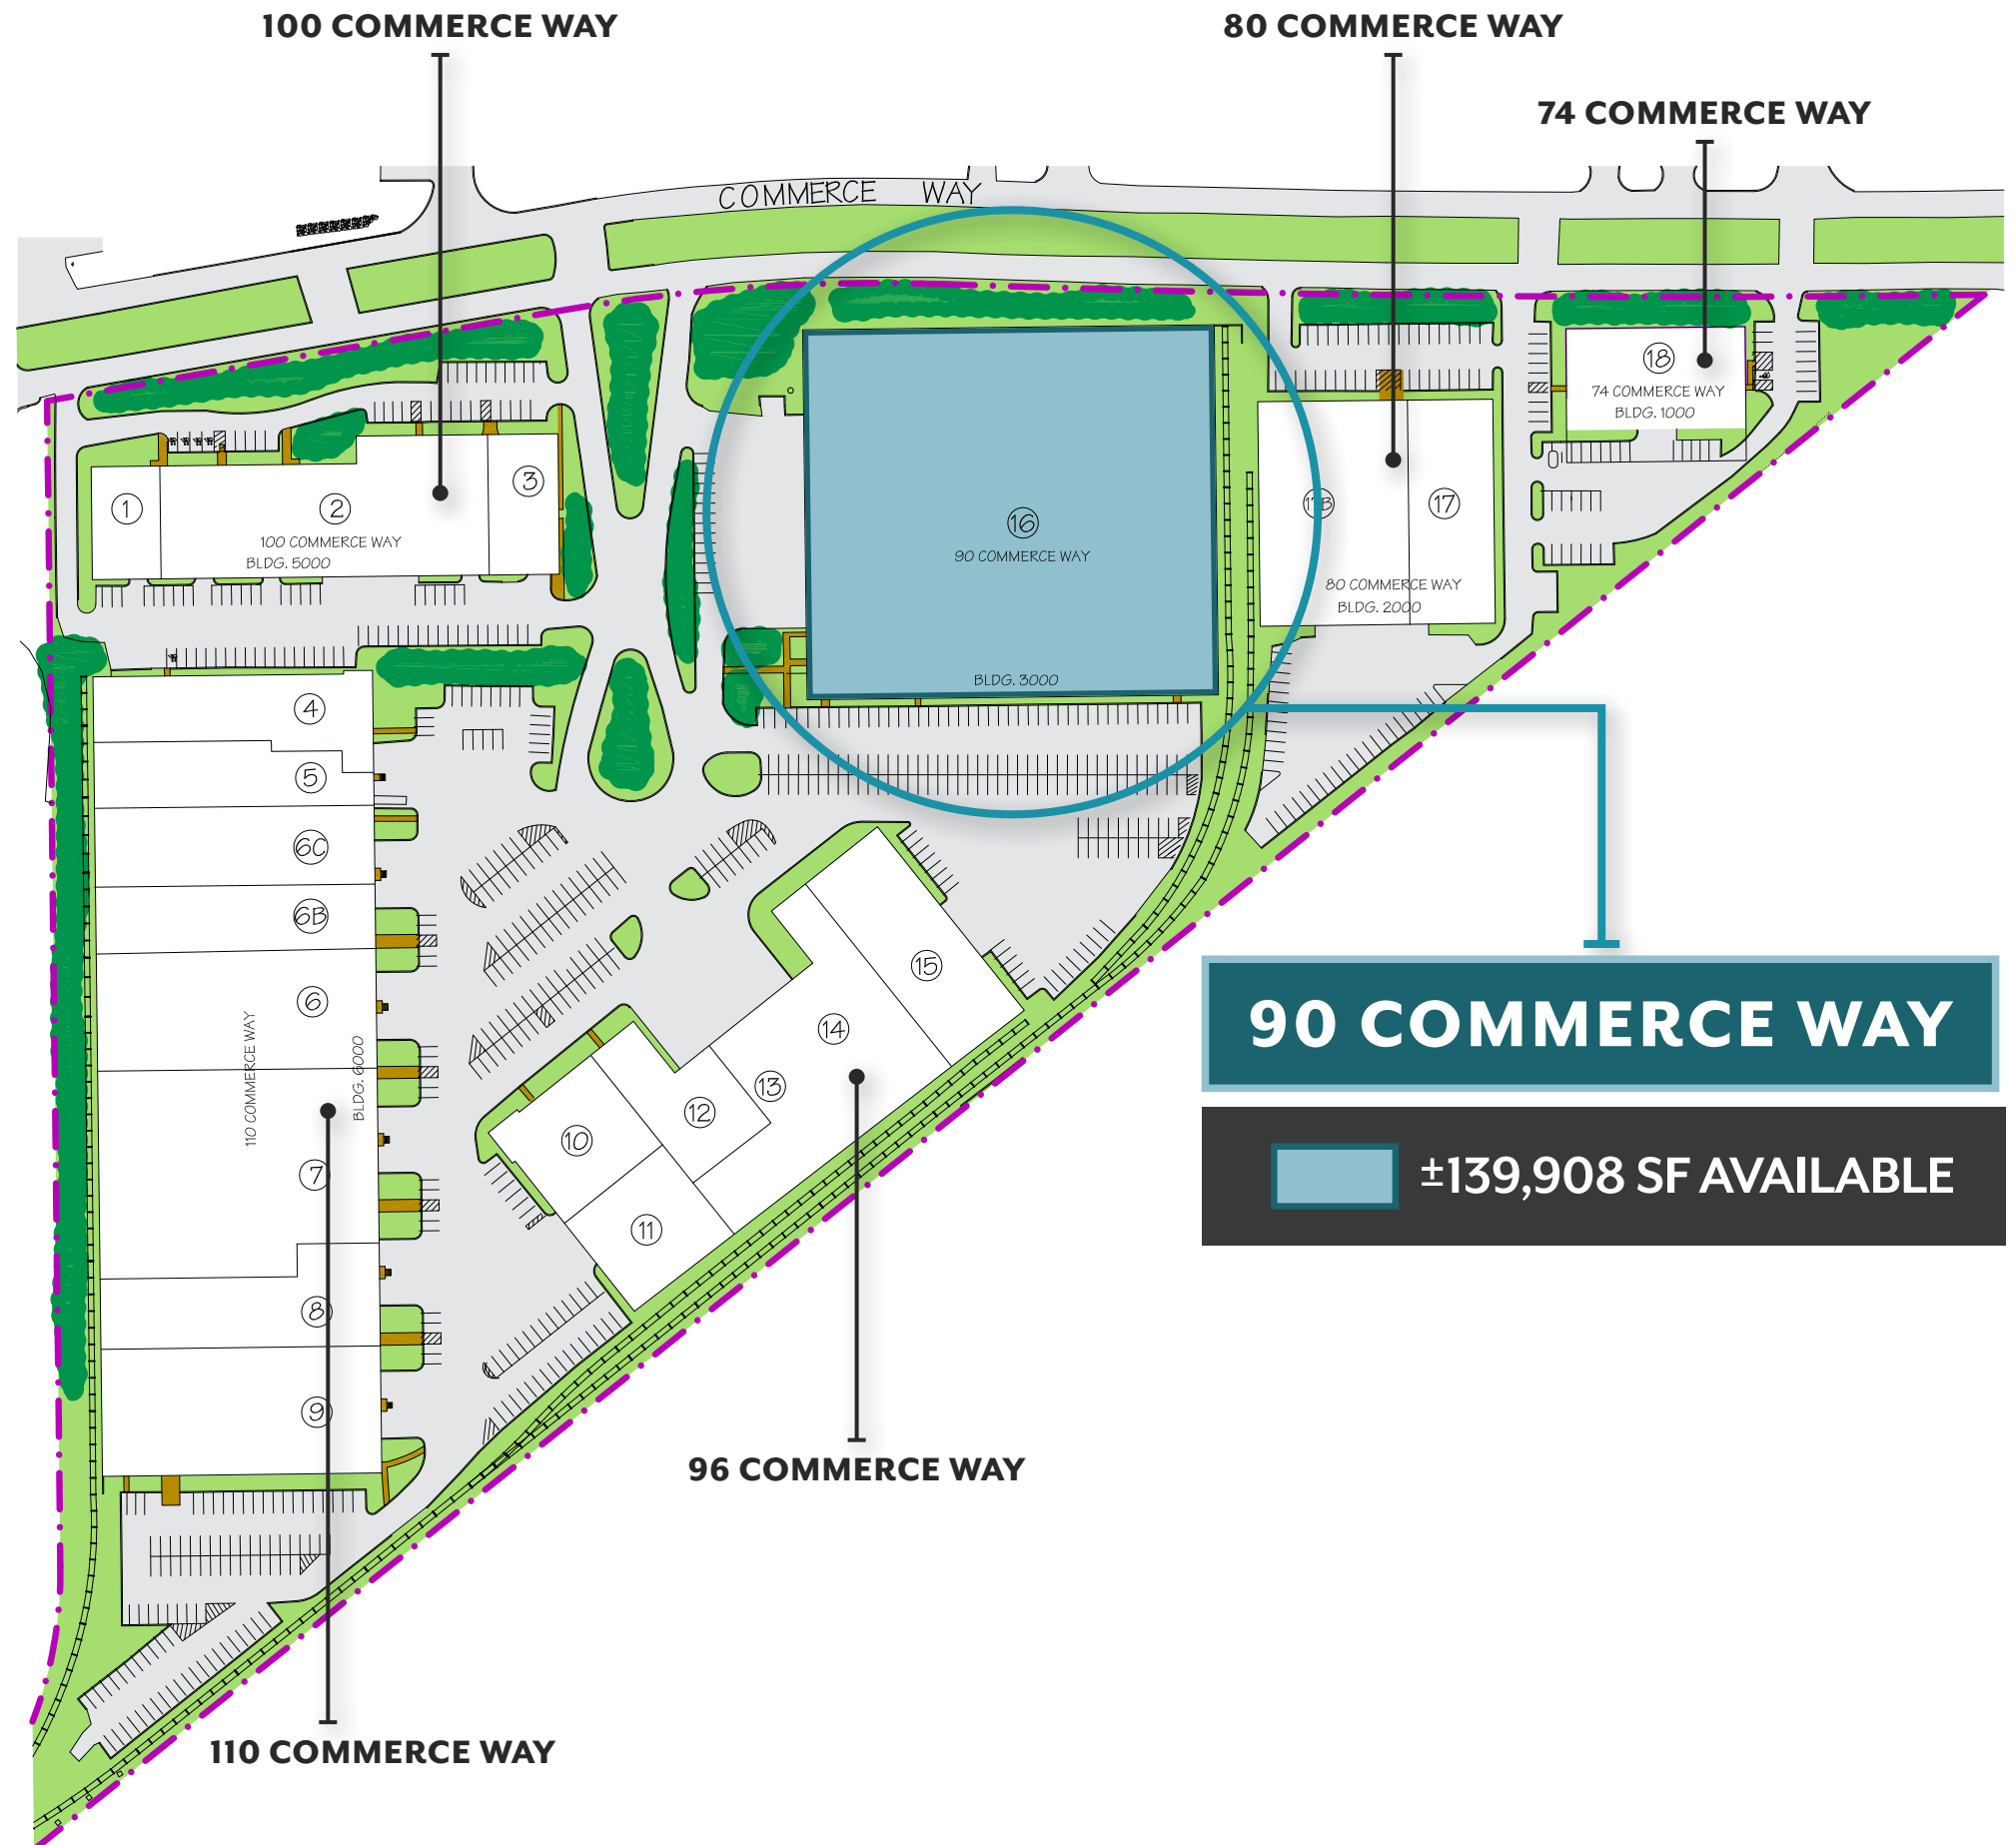 100 COMMERCE WAY
80 COMMERCE WAY
74 COMMERCE WAY
COMMERCE WAY
18
74 COMMERCE WAY
BLDG. 1000
1
2
3
100 COMMERCE WAY
BLDG. 5000
16
90 COMMERCE WAY
BLDG. 3000
17
80 COMMERCE WAY
BLDG. 2000
4
5
6C
6B
6
7
8
9
110 COMMERCE WAY
BLDG. 6000
15
14
13
12
10
11
90 COMMERCE WAY
±139,908 SF AVAILABLE
96 COMMERCE WAY
110 COMMERCE WAY